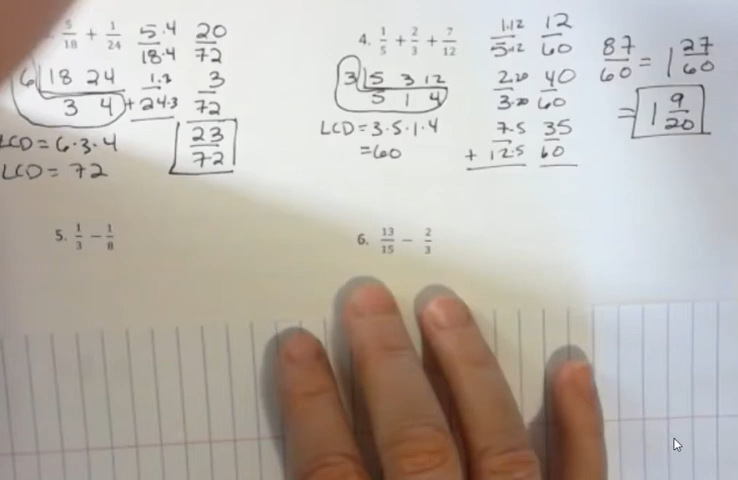 5/18 + 1/24
5·4/18·4 20/72
6 18 24
3 4
1·3/+24·3 3/72
23/72
LCD = 6·3·4
LCD = 72
4. 1/5 + 2/3 + 7/12
3 5 3 12
5 1 4
LCD = 3·5·1·4
=60
1·12/5·12 12/60
2·20/3·20 40/60
7·5/+ 12·5 35/60
87/60 = 1 27/60
= 1 9/20
5. 1/3 − 1/8
6. 13/15 − 2/3